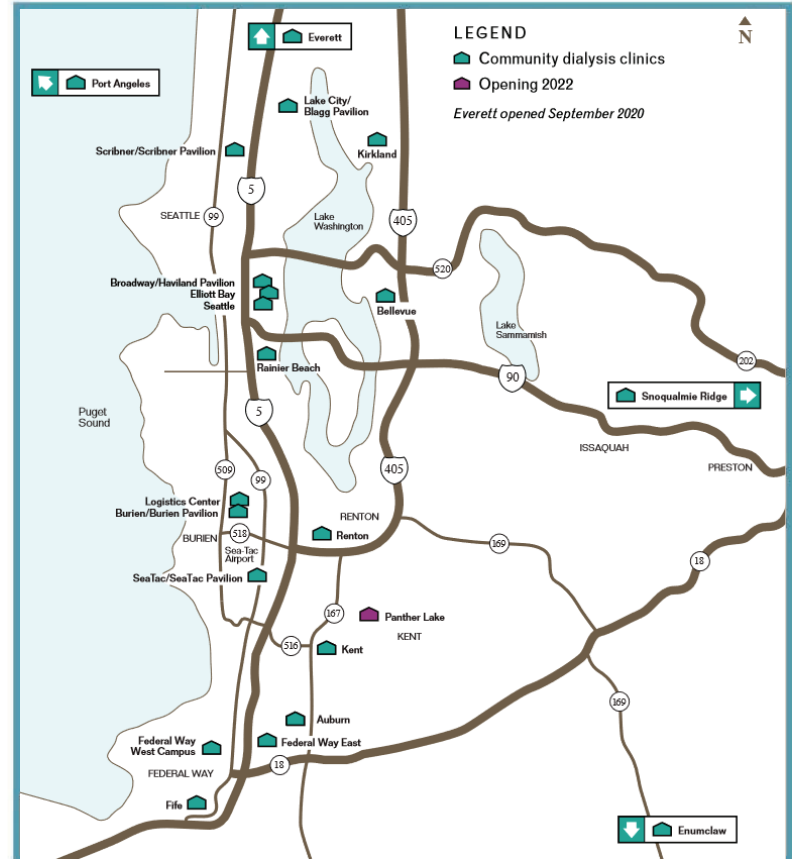 Everett
LEGEND
N
Community dialysis clinics
Opening 2022
Everett opened September 2020
Port Angeles
Lake City/
Blagg Pavilion
Scribner/Scribner Pavilion
Kirkland
5
SEATTLE
99
Lake
Washington
405
520
Broadway/Haviland Pavilion
Elliott Bay
Seattle
Bellevue
Lake
Sammamish
Rainier Beach
202
90
Snoqualmie Ridge
Puget
Sound
5
ISSAQUAH
PRESTON
405
509
99
Logistics Center
Burien/Burien Pavilion
RENTON
BURIEN
518
Renton
Sea-Tac
Airport
169
18
SeaTac/SeaTac Pavilion
167
Panther Lake
KENT
516
Kent
169
Auburn
Federal Way
West Campus
Federal Way East
FEDERAL WAY
18
Fife
Enumclaw